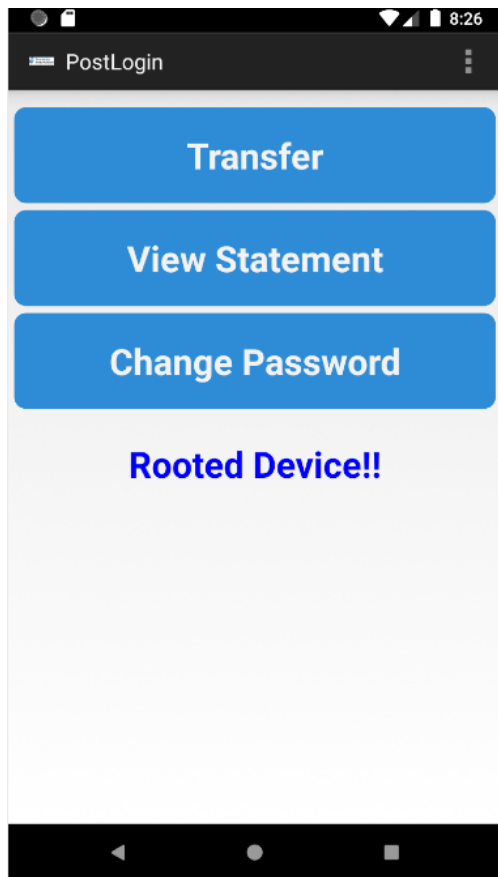 8:26
PostLogin
Transfer
View Statement
Change Password
Rooted Device!!